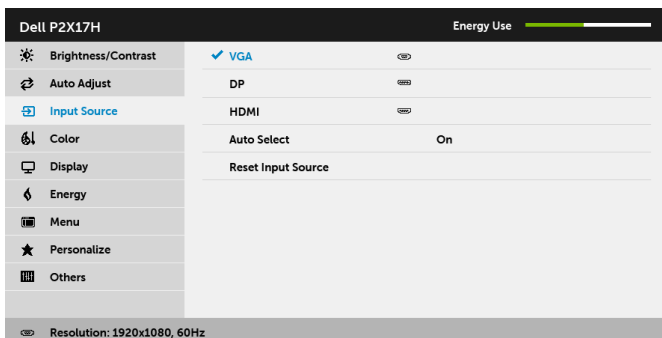 Dell P2X17H
Energy Use
Brightness/Contrast
VGA
Auto Adjust
DP
Input Source
HDMI
Color
Auto Select On
Display
Reset Input Source
Energy
Menu
Personalize
Others
Resolution: 1920x1080, 60Hz